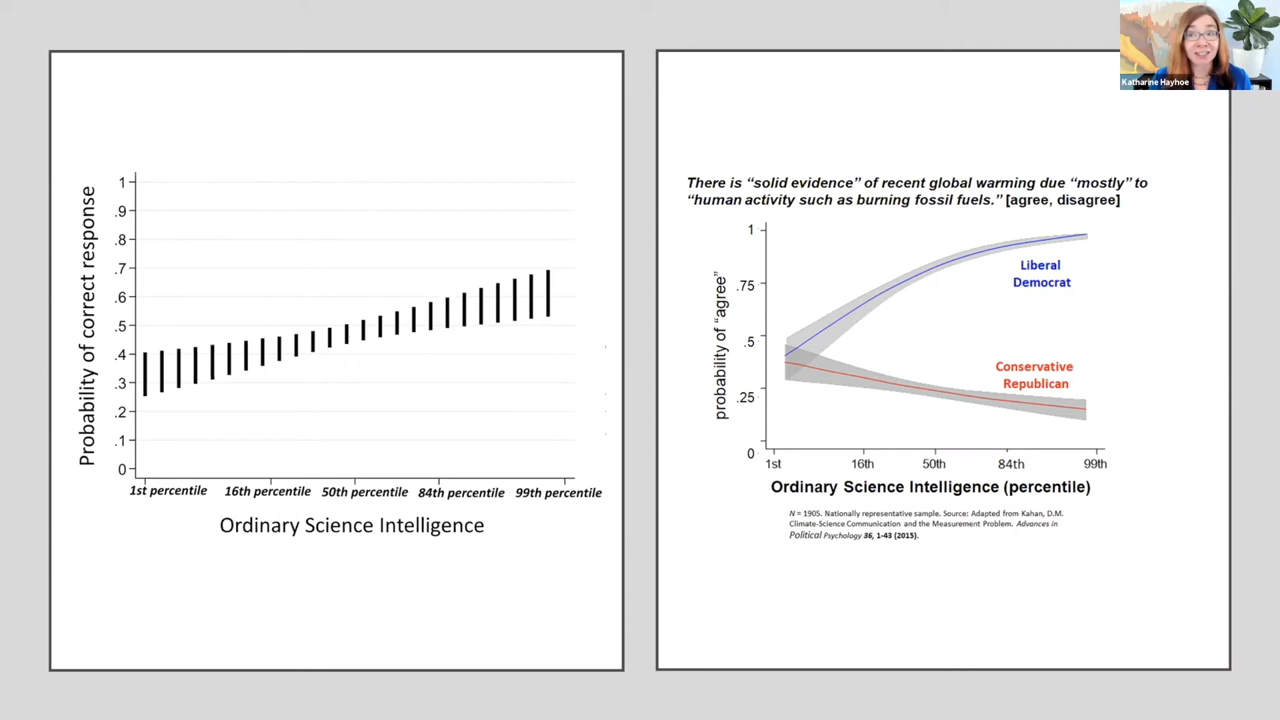 Katharine Hayhoe
Probability of correct response
1
.9
.8
.7
.6
.5
.4
.3
.2
.1
0
1st percentile 16th percentile 50th percentile 84th percentile 99th percentile
Ordinary Science Intelligence
There is “solid evidence” of recent global warming due “mostly” to
“human activity such as burning fossil fuels.” [agree, disagree]
probability of “agree”
1
.75
.5
.25
0
Liberal
Democrat
Conservative
Republican
1st 16th 50th 84th 99th
Ordinary Science Intelligence (percentile)
N = 1905. Nationally representative sample. Source: Adapted from Kahan, D.M.
Climate-Science Communication and the Measurement Problem. Advances in
Political Psychology 36, 1-43 (2015).